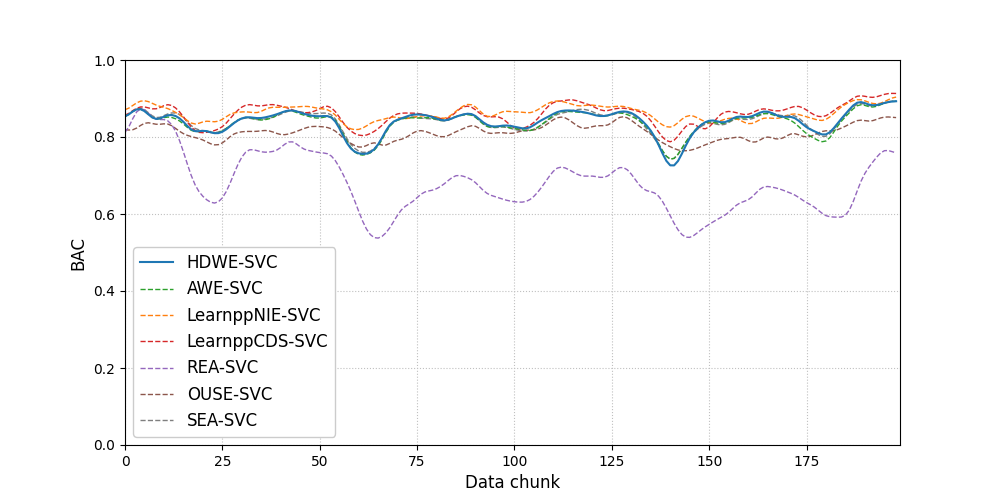 1.0
0.8
0.6
0.4
0.2
0.0
BAC
HDWE-SVC
AWE-SVC
LearnppNIE-SVC
LearnppCDS-SVC
REA-SVC
OUSE-SVC
SEA-SVC
0 25 50 75 100 125 150 175
Data chunk